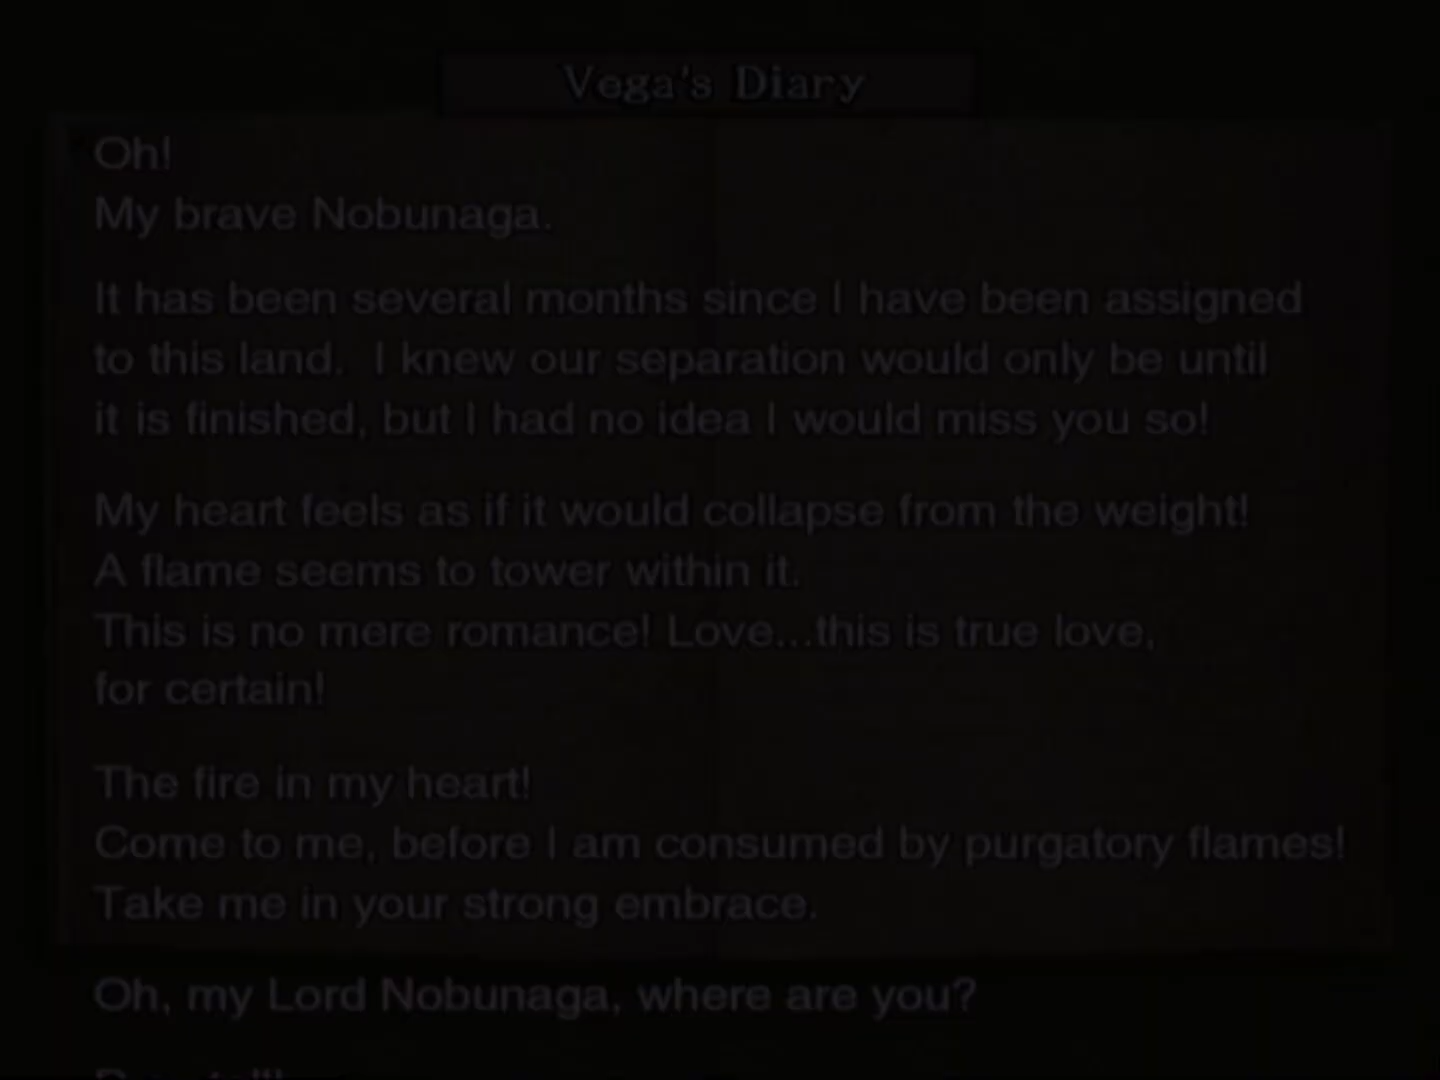 Vega's Diary
Oh!
My brave Nobunaga.
It has been several months since I have been assigned
to this land.  I knew our separation would only be until
it is finished, but I had no idea I would miss you so!
My heart feels as if it would collapse from the weight!
A flame seems to tower within it.
This is no mere romance! Love...this is true love,
for certain!
The fire in my heart!
Come to me, before I am consumed by purgatory flames!
Take me in your strong embrace.
Oh, my Lord Nobunaga, where are you?